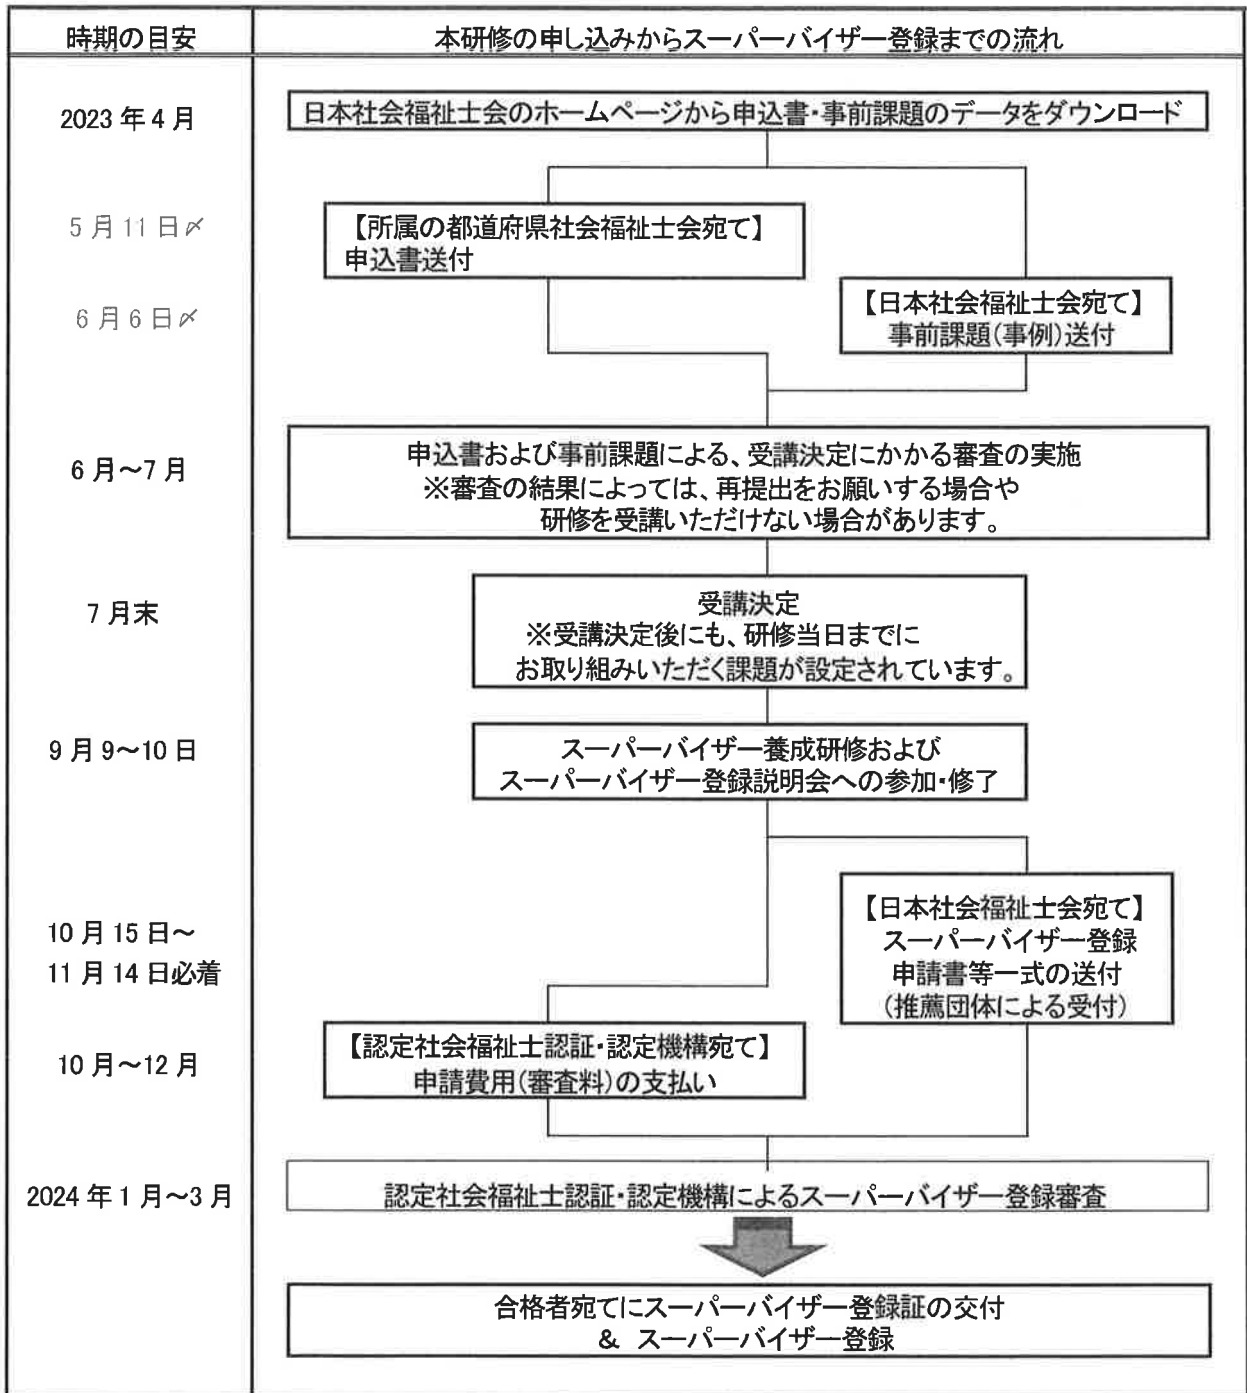 時期の目安
本研修の申し込みからスーパーバイザー登録までの流れ
2023年4月
日本社会福祉士会のホームページから申込書・事前課題のデータをダウンロード
5月11日〆
【所属の都道府県社会福祉士会宛て】
申込書送付
6月6日〆
【日本社会福祉士会宛て】
事前課題(事例)送付
6月～7月
申込書および事前課題による、受講決定にかかる審査の実施
※審査の結果によっては、再提出をお願いする場合や
研修を受講いただけない場合があります。
7月末
受講決定
※受講決定後にも、研修当日までに
お取り組みいただく課題が設定されています。
9月9～10日
スーパーバイザー養成研修および
スーパーバイザー登録説明会への参加・修了
10月15日～
11月14日必着
【日本社会福祉士会宛て】
スーパーバイザー登録
申請書等一式の送付
(推薦団体による受付)
10月～12月
【認定社会福祉士認証・認定機構宛て】
申請費用(審査料)の支払い
2024年1月～3月
認定社会福祉士認証・認定機構によるスーパーバイザー登録審査
合格者宛てにスーパーバイザー登録証の交付
& スーパーバイザー登録